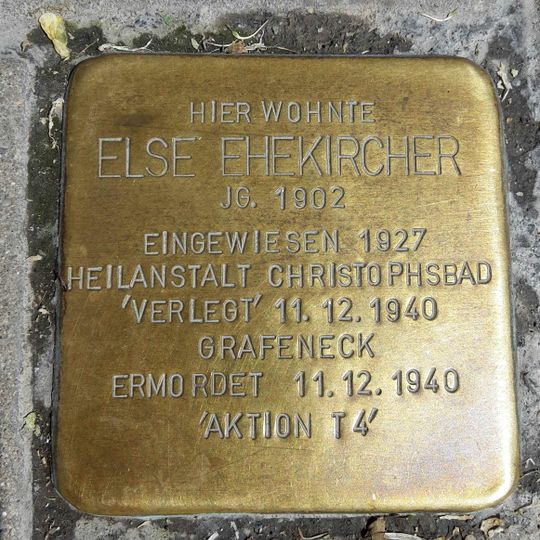 HIER WOHNTE
ELSE EHEKIRCHER
JG. 1902
EINGEWIESEN 1927
HEILANSTALT CHRISTOPHSBAD
'VERLEGT' 11.12.1940
GRAFENECK
ERMORDET 11.12.1940
'AKTION T4'